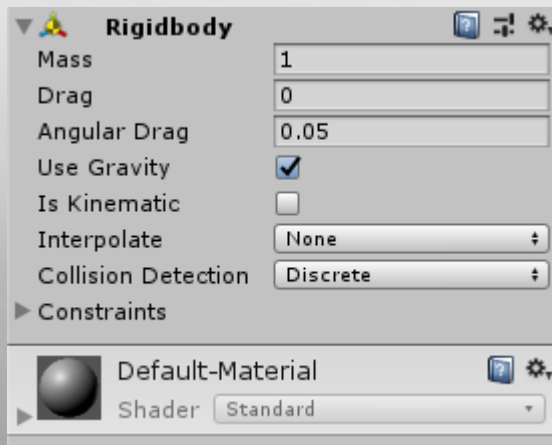 Rigidbody
Mass 1
Drag 0
Angular Drag 0.05
Use Gravity
Is Kinematic
Interpolate None
Collision Detection Discrete
Constraints
Default-Material
Shader Standard